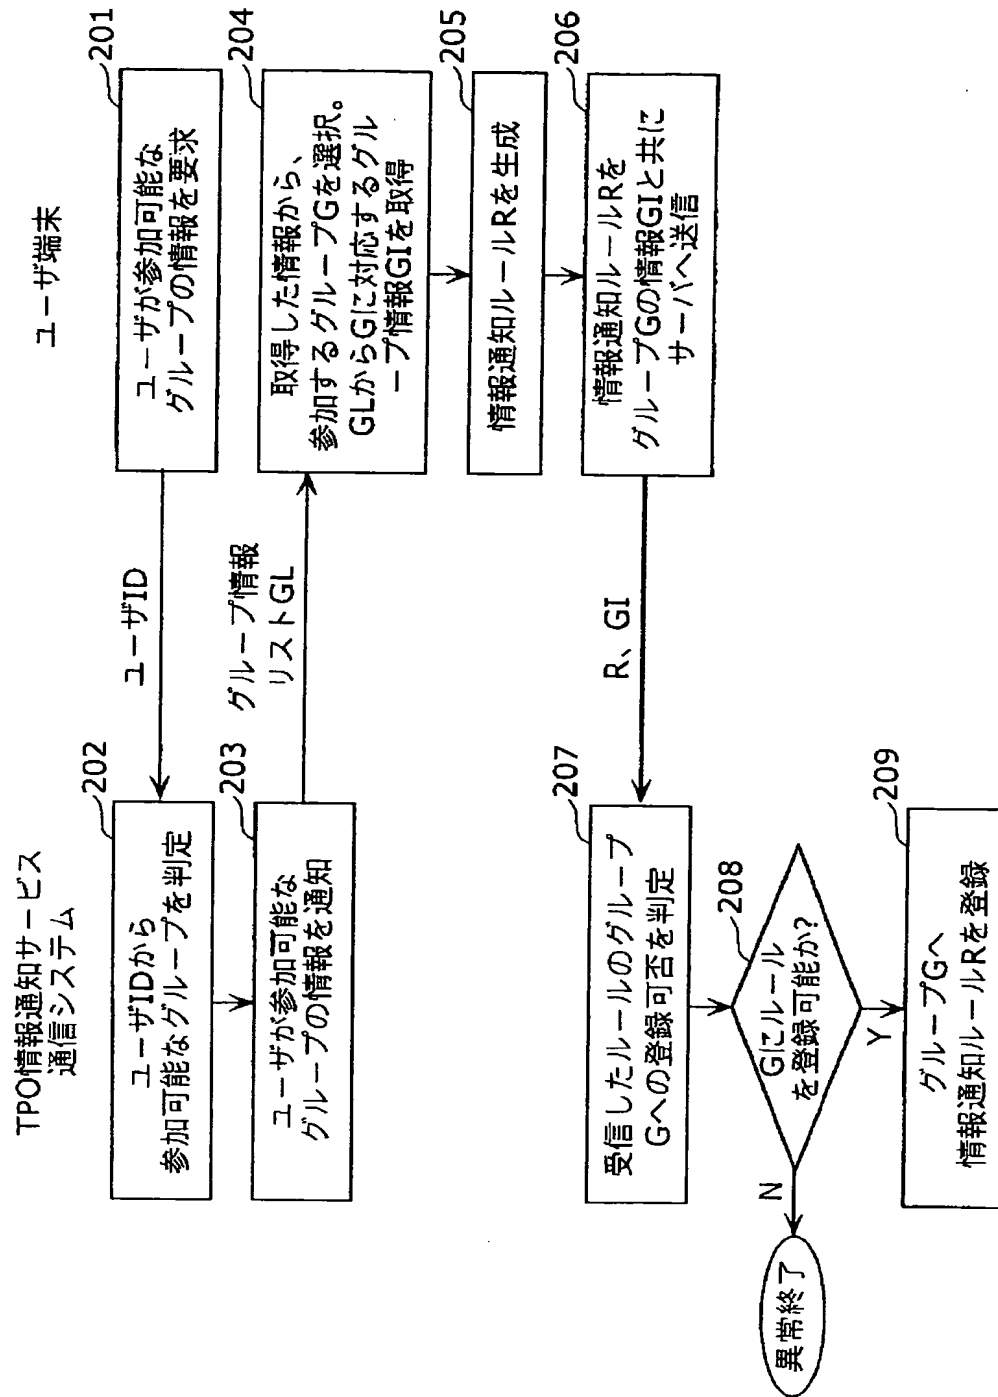 TPO情報通知サービス
通信システム
ユーザ端末
201
ユーザが参加可能な
グループの情報を要求
ユーザID
202
ユーザIDから
参加可能なグループを判定
203
ユーザが参加可能な
グループの情報を通知
グループ情報
リストGL
204
取得した情報から、
参加するグループGを選択。
GLからGに対応するグル
ープ情報GIを取得
205
情報通知ルールRを生成
206
情報通知ルールRを
グループGの情報GIと共に
サーバへ送信
R、GI
207
受信したルールのグループ
Gへの登録可否を判定
208
Gにルール
を登録可能か?
N
異常終了
Y
209
グループGへ
情報通知ルールRを登録